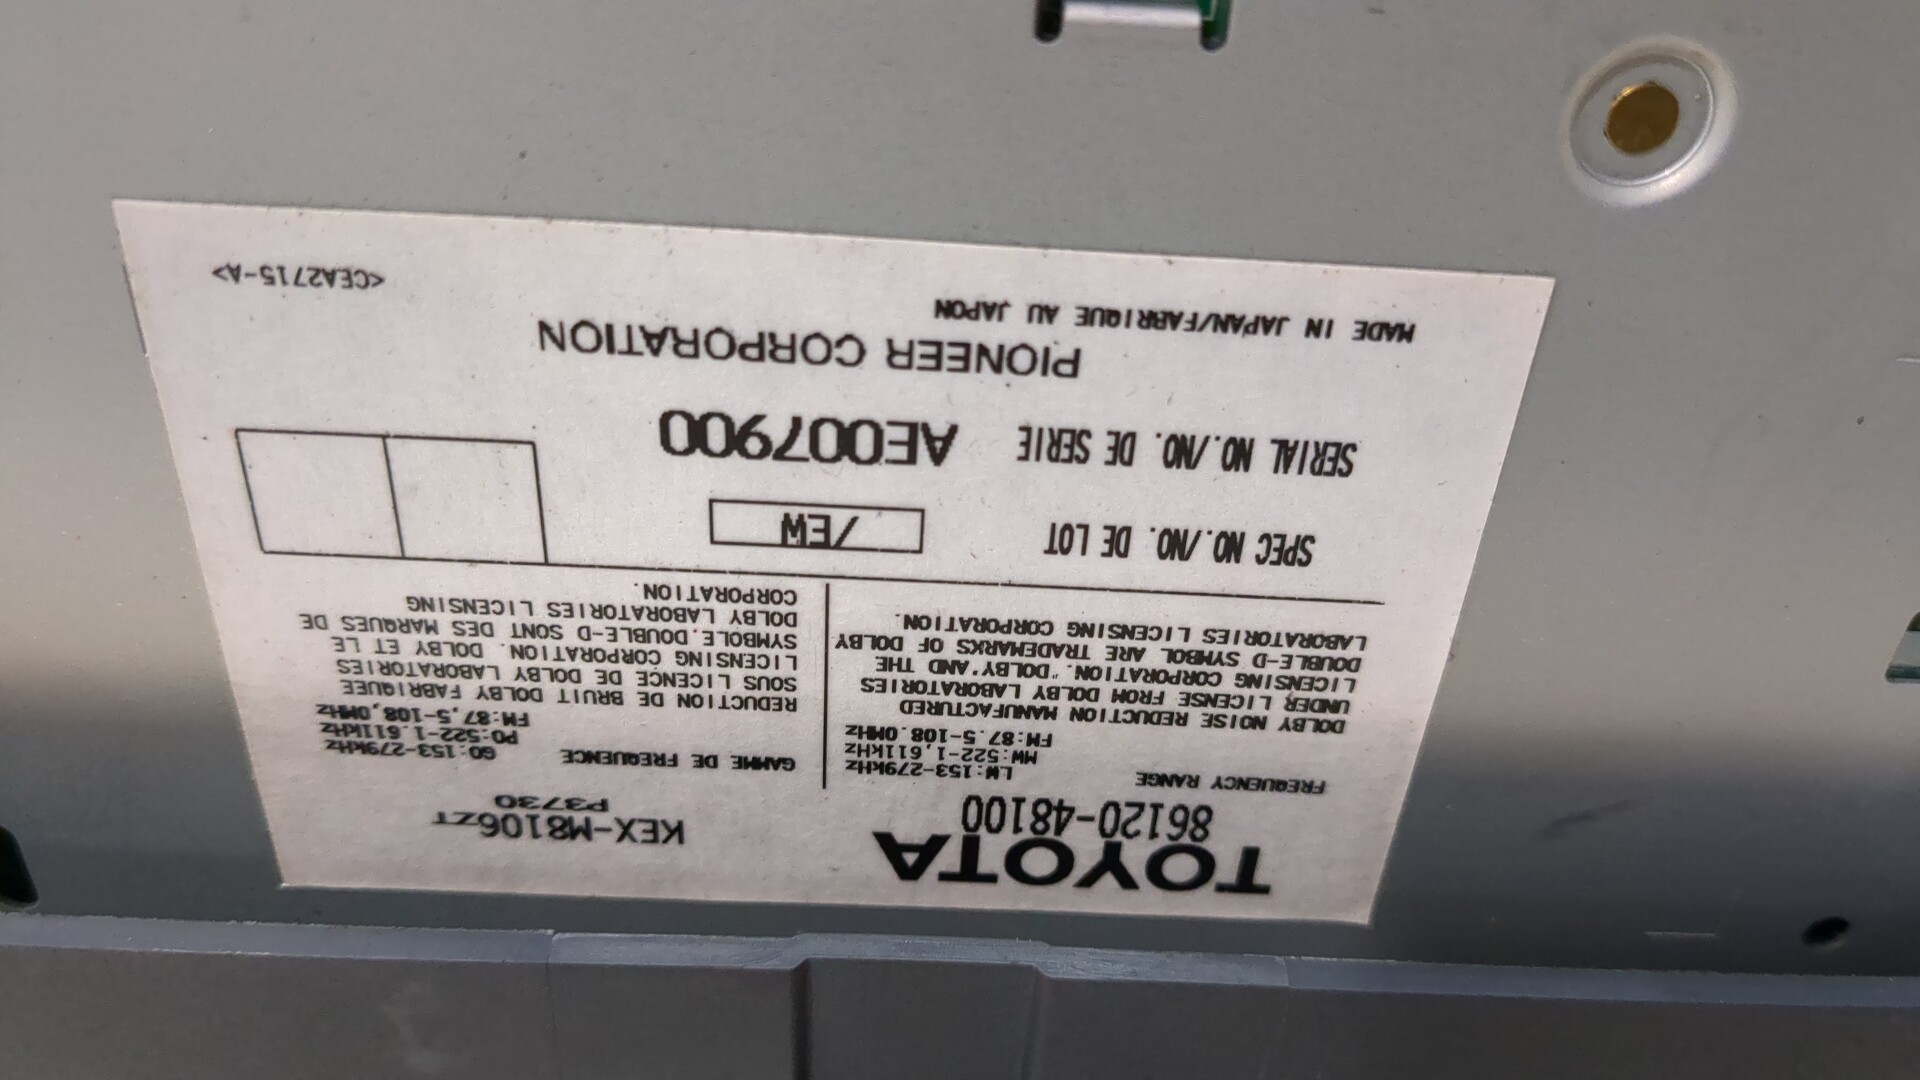 TOYOTA
86120-48100
KEX-M8106ZT
P3730
FREQUENCY RANGE
LW:153-279kHz
MW:522-1,611kHz
FM:87.5-108.0MHz
DOLBY NOISE REDUCTION MANUFACTURED
UNDER LICENSE FROM DOLBY LABORATORIES
LICENSING CORPORATION. "DOLBY"AND THE
DOUBLE-D SYMBOL ARE TRADEMARKS OF DOLBY
LABORATORIES LICENSING CORPORATION.
GAMME DE FREQUENCE
GO:153-279kHz
PO:522-1.611kHz
FM:87,5-108,0MHz
REDUCTION DE BRUIT DOLBY FABRIQUEE
SOUS LICENCE DE DOLBY LABORATORIES
LICENSING CORPORATION. DOLBY ET LE
SYMBOLE DOUBLE-D SONT DES MARQUES DE
DOLBY LABORATORIES LICENSING
CORPORATION.
SPEC NO./NO. DE LOT /EW
SERIAL NO./NO. DE SERIE AE007900
PIONEER CORPORATION
MADE IN JAPAN/FABRIQUE AU JAPON
<CEA2715-A>